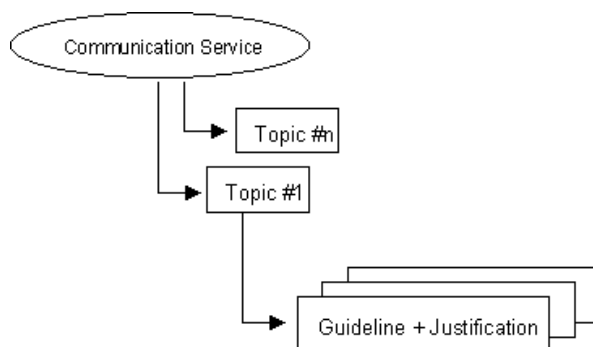 Communication Service
Topic #n
Topic #1
Guideline + Justification